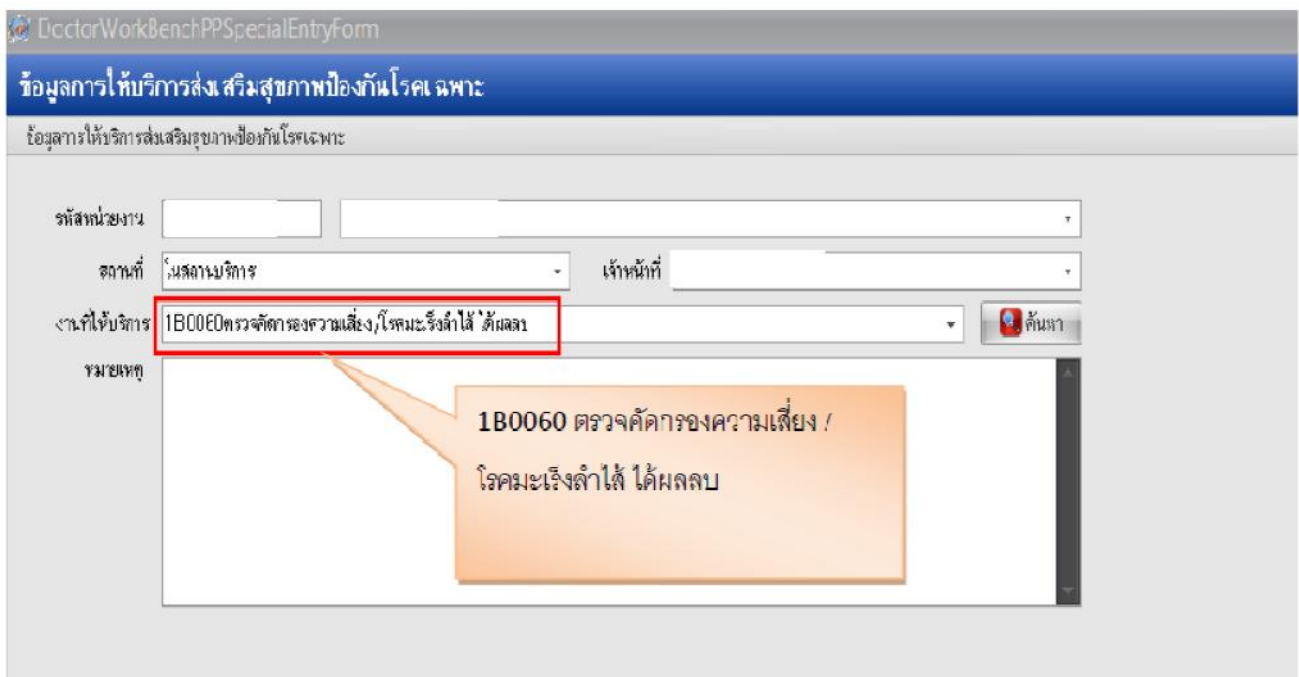 DoctorWorkBenchPPSpecialEntryForm
ข้อมูลการให้บริการส่งเสริมสุขภาพป้องกันโรคเฉพาะ
ข้อมูลการให้บริการส่งเสริมสุขภาพป้องกันโรคเฉพาะ
รหัสหน่วยงาน
สถานที่ ในสถานบริการ เจ้าหน้าที่
งานที่ให้บริการ 1B0060ตรวจคัดกรองความเสี่ยง/โรคมะเร็งลำไส้ ได้ผลลบ ค้นหา
หมายเหตุ
1B0060 ตรวจคัดกรองความเสี่ยง /
โรคมะเร็งลำไส้ ได้ผลลบ